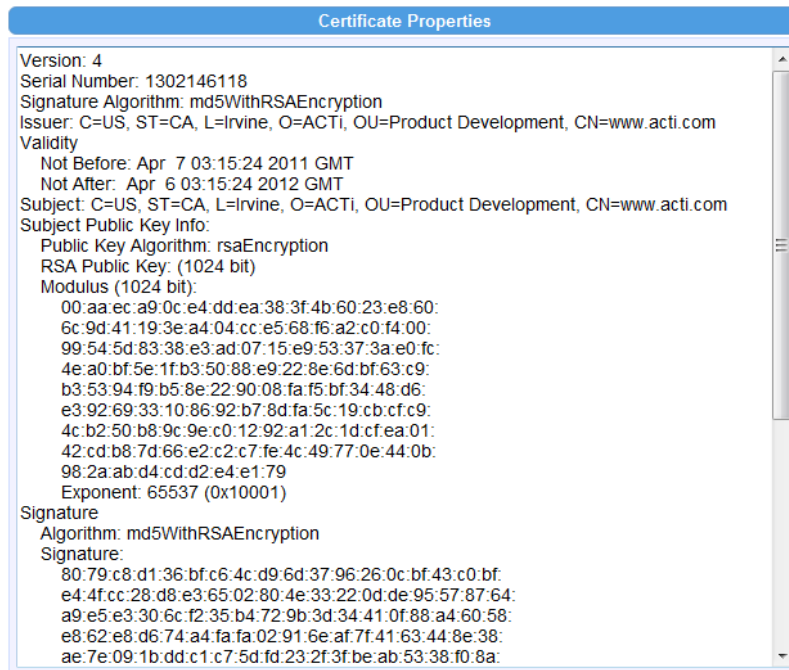 Certificate Properties
Version: 4
Serial Number: 1302146118
Signature Algorithm: md5WithRSAEncryption
Issuer: C=US, ST=CA, L=Irvine, O=ACTi, OU=Product Development, CN=www.acti.com
Validity
Not Before: Apr  7 03:15:24 2011 GMT
Not After:  Apr  6 03:15:24 2012 GMT
Subject: C=US, ST=CA, L=Irvine, O=ACTi, OU=Product Development, CN=www.acti.com
Subject Public Key Info:
Public Key Algorithm: rsaEncryption
RSA Public Key: (1024 bit)
Modulus (1024 bit):
00:aa:ec:a9:0c:e4:dd:ea:38:3f:4b:60:23:e8:60:
6c:9d:41:19:3e:a4:04:cc:e5:68:f6:a2:c0:f4:00:
99:54:5d:83:38:e3:ad:07:15:e9:53:37:3a:e0:fc:
4e:a0:bf:5e:1f:b3:50:88:e9:22:8e:6d:bf:63:c9:
b3:53:94:f9:b5:8e:22:90:08:fa:f5:bf:34:48:d6:
e3:92:69:33:10:86:92:b7:8d:fa:5c:19:cb:cf:c9:
4c:b2:50:b8:9c:9e:c0:12:92:a1:2c:1d:cf:ea:01:
42:cd:b8:7d:66:e2:c2:c7:fe:4c:49:77:0e:44:0b:
98:2a:ab:d4:cd:d2:e4:e1:79
Exponent: 65537 (0x10001)
Signature
Algorithm: md5WithRSAEncryption
Signature:
80:79:c8:d1:36:bf:c6:4c:d9:6d:37:96:26:0c:bf:43:c0:bf:
e4:4f:cc:28:d8:e3:65:02:80:4e:33:22:0d:de:95:57:87:64:
a9:e5:e3:30:6c:f2:35:b4:72:9b:3d:34:41:0f:88:a4:60:58:
e8:62:e8:d6:74:a4:fa:fa:02:91:6e:af:7f:41:63:44:8e:38:
ae:7e:09:1b:dd:c1:c7:5d:fd:23:2f:3f:be:ab:53:38:f0:8a: